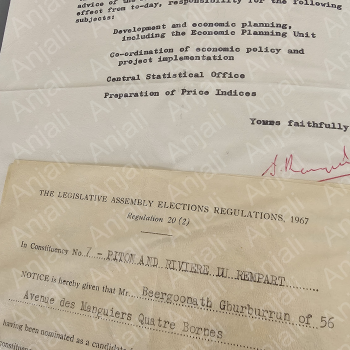 advice of the
effect from to-day, responsibility for the following
subjects:
Development and economic planning,
including the Economic Planning Unit
Co-ordination of economic policy and
project implementation
Central Statistical Office
Preparation of Price Indices
Yours faithfully
THE LEGISLATIVE ASSEMBLY ELECTIONS REGULATIONS, 1967
Regulation 20 (2)
In Constituency No. 7 - PITON AND RIVIERE DU REMPART
NOTICE is hereby given that Mr. Beergoonath Ghurburrun of 56
Avenue des Manguiers Quatre Bornes
having been nominated as a candidate